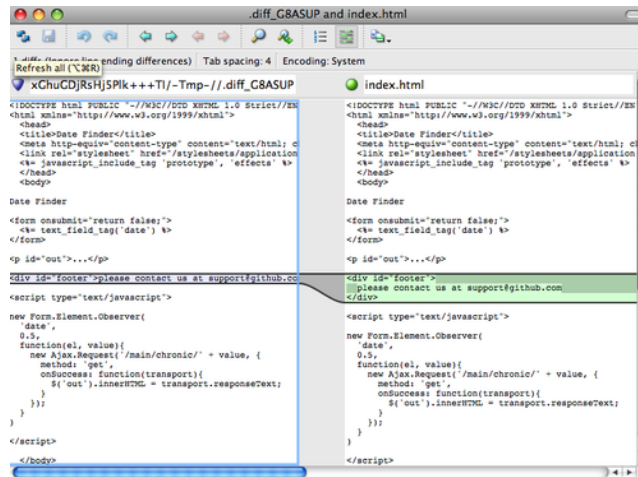 .diff_G8ASUP and index.html
1 diffs (Ignore line ending differences) Tab spacing: 4 Encoding: System
Refresh all (⌥⌘R)
xGhuGDjRsHj5Plk+++TI/-Tmp-//.diff_G8ASUP
<!DOCTYPE html PUBLIC "-//W3C//DTD XHTML 1.0 Strict//EN
<html xmlns="http://www.w3.org/1999/xhtml">
<head>
<title>Date Finder</title>
<meta http-equiv="content-type" content="text/html; c
<link rel="stylesheet" href="/stylesheets/application
<%= javascript_include_tag 'prototype', 'effects' %>
</head>
<body>
Date Finder
<form onsubmit="return false;">
<%= text_field_tag('date') %>
</form>
<p id="out">...</p>
<div id="footer">please contact us at support@github.co
<script type="text/javascript">
new Form.Element.Observer(
'date',
0.5,
function(el, value){
new Ajax.Request('/main/chronic/' + value, {
method: 'get',
onSuccess: function(transport){
$('out').innerHTML = transport.responseText;
}
});
}
)
</script>
</body>
index.html
<!DOCTYPE html PUBLIC "-//W3C//DTD XHTML 1.0 Strict//EN
<html xmlns="http://www.w3.org/1999/xhtml">
<head>
<title>Date Finder</title>
<meta http-equiv="content-type" content="text/html; c
<link rel="stylesheet" href="/stylesheets/application
<%= javascript_include_tag 'prototype', 'effects' %>
</head>
<body>
Date Finder
<form onsubmit="return false;">
<%= text_field_tag('date') %>
</form>
<p id="out">...</p>
<div id="footer">
please contact us at support@github.com
</div>
<script type="text/javascript">
new Form.Element.Observer(
'date',
0.5,
function(el, value){
new Ajax.Request('/main/chronic/' + value, {
method: 'get',
onSuccess: function(transport){
$('out').innerHTML = transport.responseText;
}
});
}
)
</script>